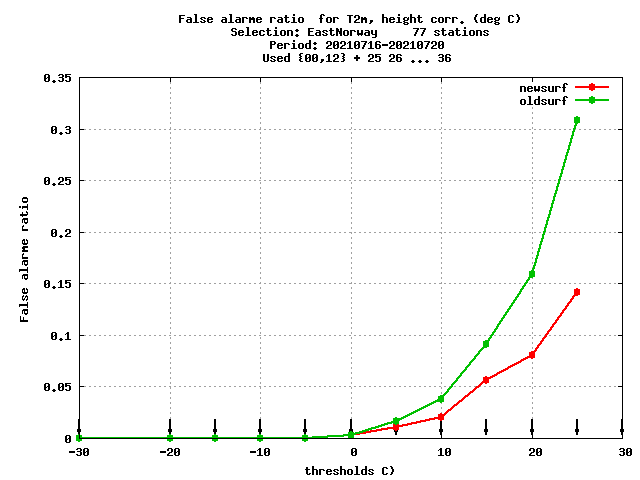 False alarme ratio  for T2m, height corr. (deg C)
Selection: EastNorway     77 stations
Period: 20210716-20210720
Used {00,12} + 25 26 ... 36
newsurf
oldsurf
0.35
0.3
0.25
0.2
0.15
0.1
0.05
0
False alarme ratio
-30 -20 -10 0 10 20 30
thresholds C)